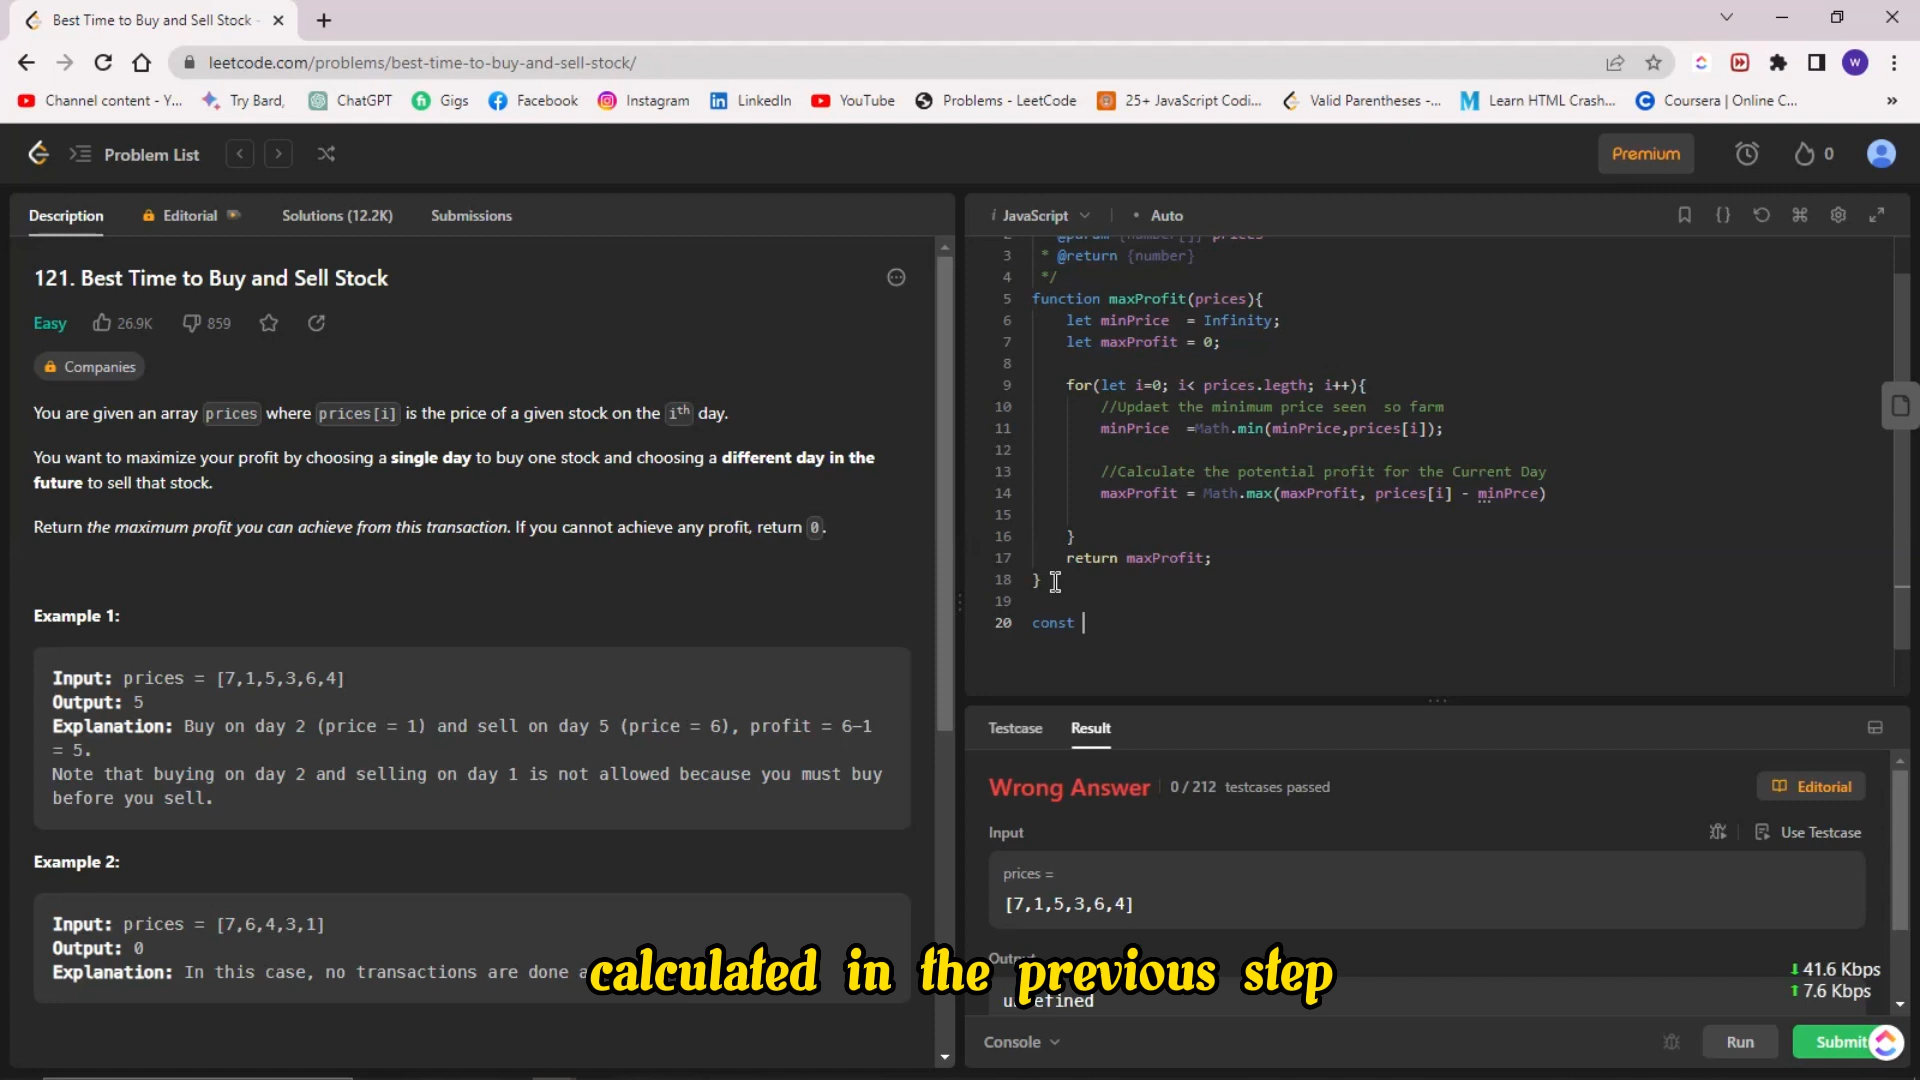 Best Time to Buy and Sell Stock -
leetcode.com/problems/best-time-to-buy-and-sell-stock/
W
Channel content - Y... Try Bard, ChatGPT Gigs Facebook Instagram LinkedIn YouTube Problems - LeetCode 25+ JavaScript Codi... Valid Parentheses -... Learn HTML Crash... Coursera | Online C... »
Problem List Premium 0
Description Editorial Solutions (12.2K) Submissions
121. Best Time to Buy and Sell Stock
Easy 26.9K 859
Companies
You are given an array prices where prices[i] is the price of a given stock on the ith day.
You want to maximize your profit by choosing a single day to buy one stock and choosing a different day in the
future to sell that stock.
Return the maximum profit you can achieve from this transaction. If you cannot achieve any profit, return 0.
Example 1:
Input: prices = [7,1,5,3,6,4]
Output: 5
Explanation: Buy on day 2 (price = 1) and sell on day 5 (price = 6), profit = 6-1
= 5.
Note that buying on day 2 and selling on day 1 is not allowed because you must buy
before you sell.
Example 2:
Input: prices = [7,6,4,3,1]
Output: 0
Explanation: In this case, no transactions are done a
i JavaScript • Auto
2 * @param {number[]} prices
3 * @return {number}
4 */
5 function maxProfit(prices){
6 let minPrice = Infinity;
7 let maxProfit = 0;
8
9 for(let i=0; i< prices.legth; i++){
10 //Updaet the minimum price seen so farm
11 minPrice =Math.min(minPrice,prices[i]);
12
13 //Calculate the potential profit for the Current Day
14 maxProfit = Math.max(maxProfit, prices[i] - minPrce)
15
16 }
17 return maxProfit;
18 }
19
20 const
Testcase Result
Wrong Answer 0 / 212 testcases passed Editorial
Input Use Testcase
prices =
[7,1,5,3,6,4]
Output
undefined
41.6 Kbps
7.6 Kbps
Console Run Submit
calculated in the previous step